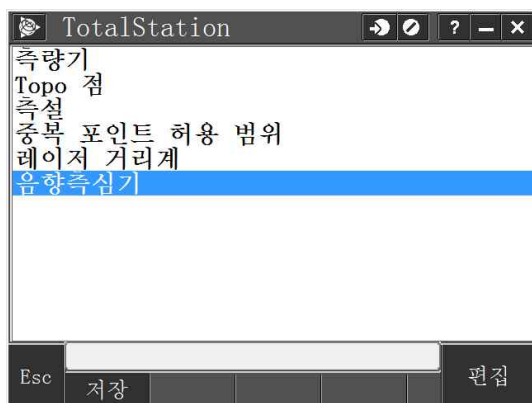 TotalStation ? – ×
측량기
Topo 점
측설
중복 포인트 허용 범위
레이저 거리계
음향측심기
Esc 저장 편집